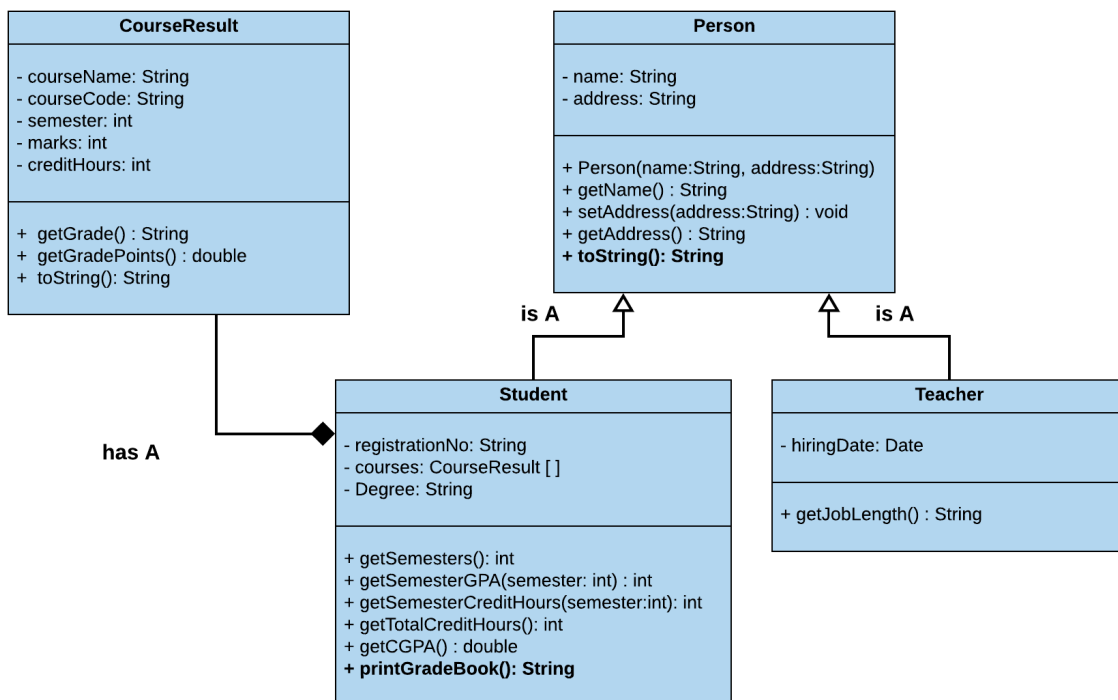 CourseResult
- courseName: String
- courseCode: String
- semester: int
- marks: int
- creditHours: int
+ getGrade() : String
+ getGradePoints() : double
+ toString(): String
Person
- name: String
- address: String
+ Person(name:String, address:String)
+ getName() : String
+ setAddress(address:String) : void
+ getAddress() : String
+ toString(): String
is A
is A
has A
Student
- registrationNo: String
- courses: CourseResult [ ]
- Degree: String
+ getSemesters(): int
+ getSemesterGPA(semester: int) : int
+ getSemesterCreditHours(semester:int): int
+ getTotalCreditHours(): int
+ getCGPA() : double
+ printGradeBook(): String
Teacher
- hiringDate: Date
+ getJobLength() : String